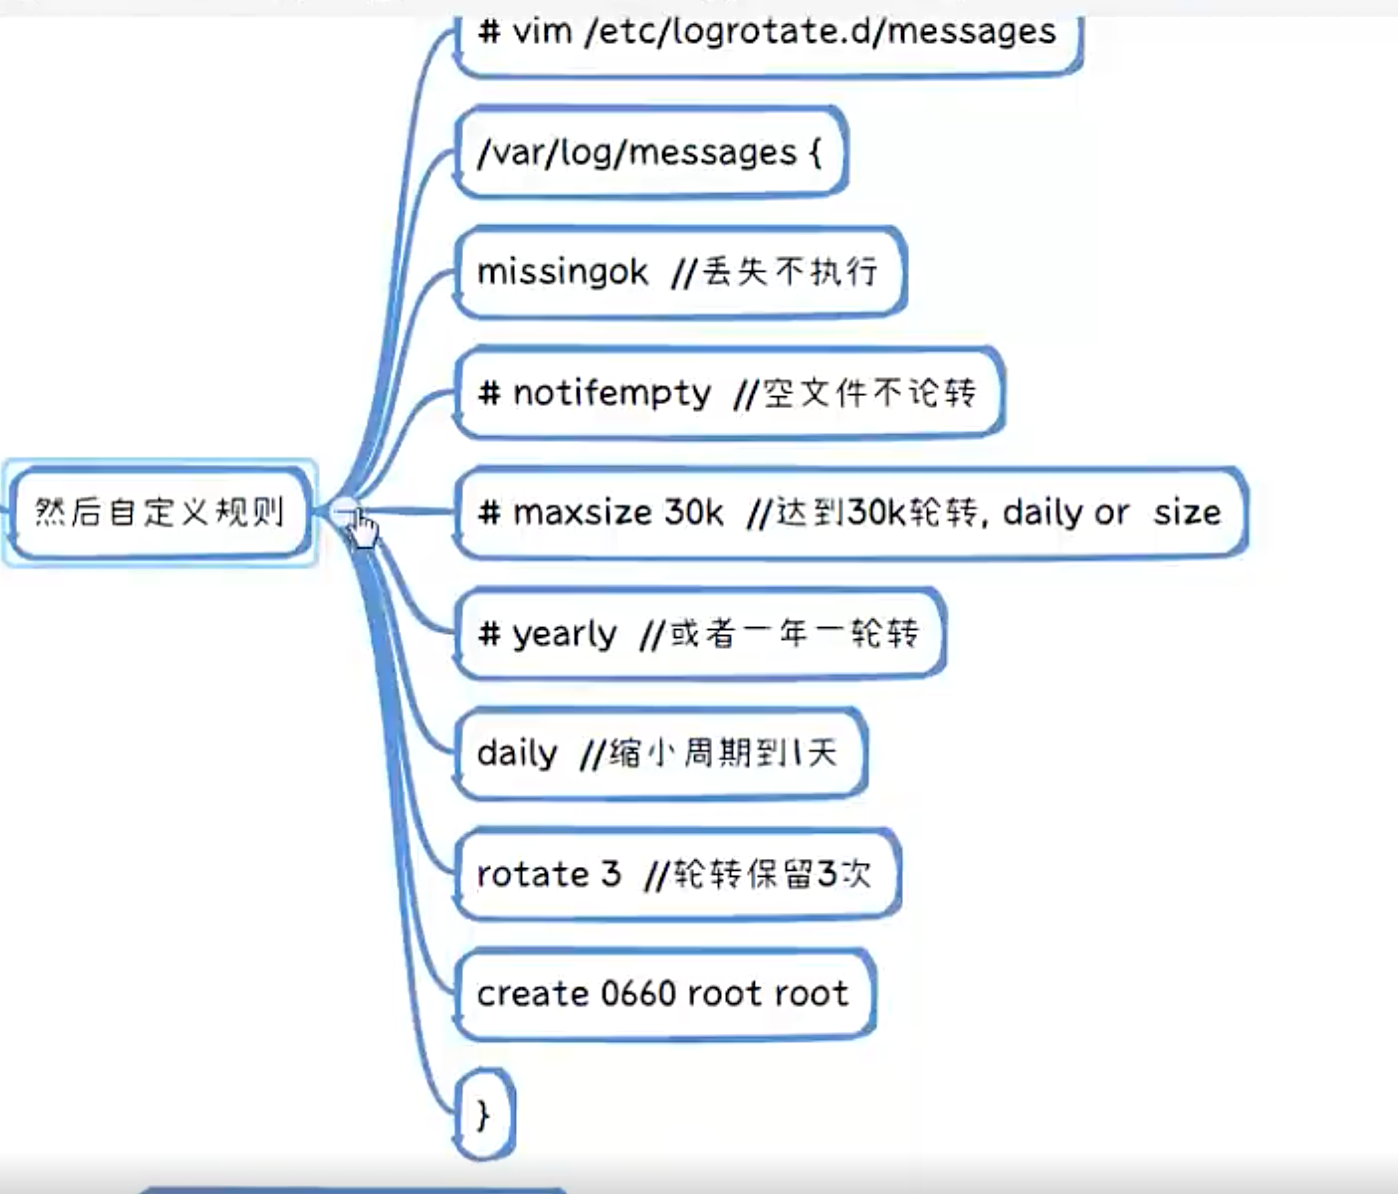 # vim /etc/logrotate.d/messages
/var/log/messages {
missingok //丢失不执行
# notifempty //空文件不论转
然后自定义规则
# maxsize 30k //达到30k轮转, daily or size
# yearly //或者一年一轮转
daily //缩小周期到1天
rotate 3 //轮转保留3次
create 0660 root root
}